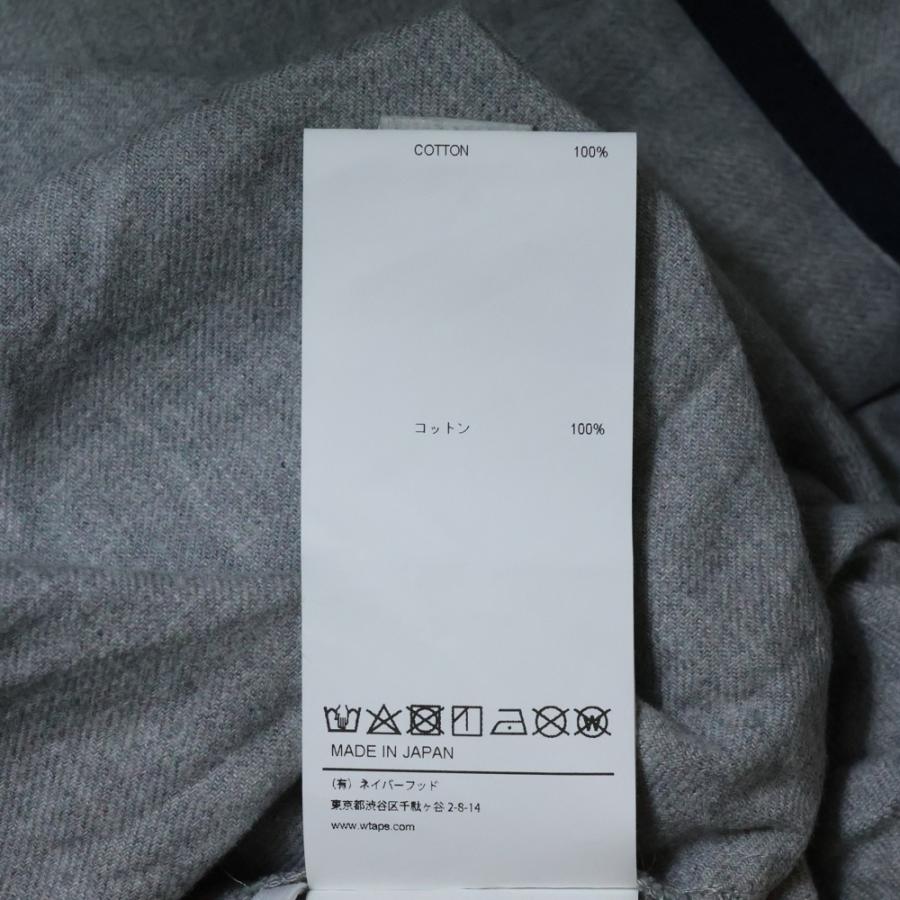 COTTON 100%
コットン 100%
MADE IN JAPAN
(有) ネイバーフッド
東京都渋谷区千駄ヶ谷 2-8-14
www.wtaps.com